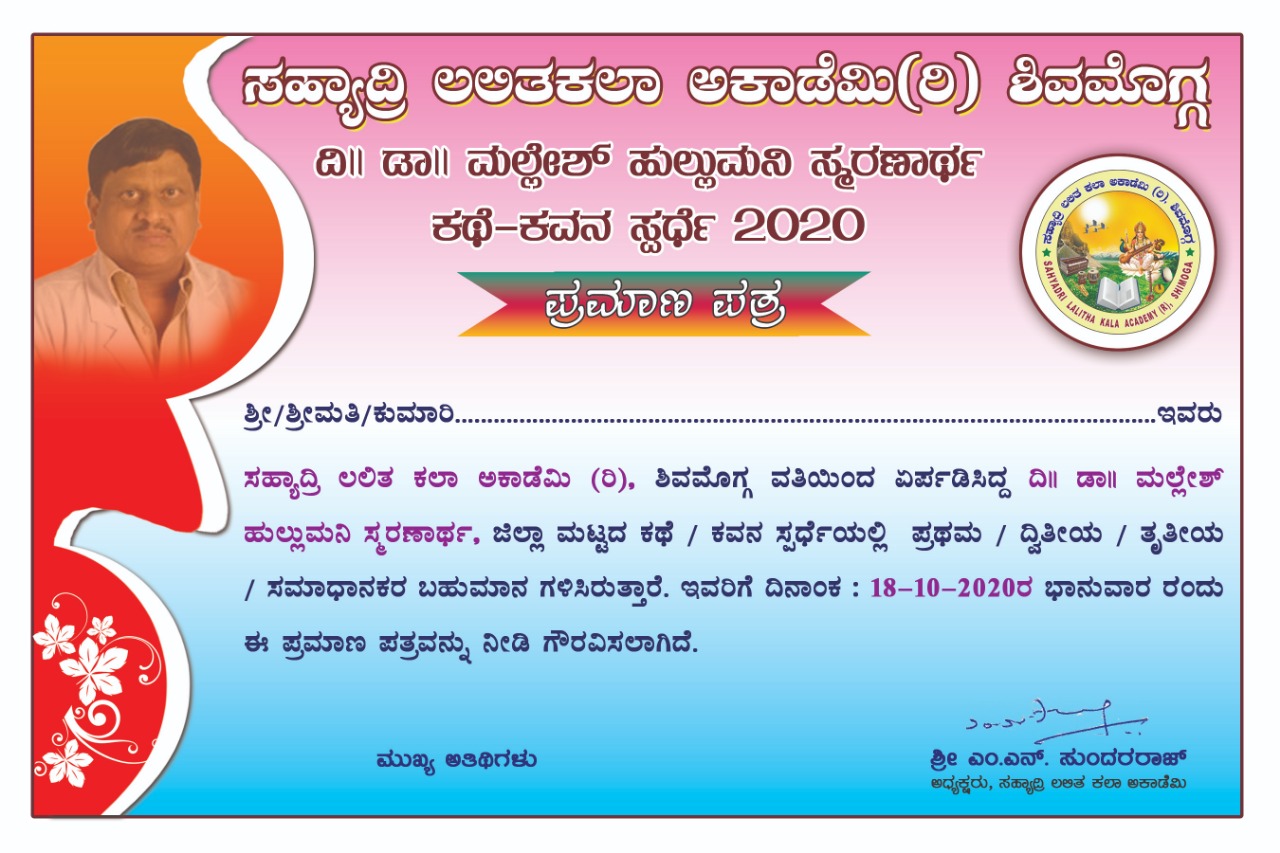 ಸಹ್ಯಾದ್ರಿ ಲಲಿತಕಲಾ ಅಕಾಡೆಮಿ(ರಿ) ಶಿವಮೊಗ್ಗ
ದಿ॥ ಡಾ॥ ಮಲ್ಲೇಶ್ ಹುಲ್ಲುಮನಿ ಸ್ಮರಣಾರ್ಥ
ಕಥೆ-ಕವನ ಸ್ಪರ್ಧೆ 2020
ಪ್ರಮಾಣ ಪತ್ರ
ಸಹ್ಯಾದ್ರಿ ಲಲಿತ ಕಲಾ ಅಕಾಡೆಮಿ (ರಿ), ಶಿವಮೊಗ್ಗ
SAHYADRI LALITHA KALA ACADEMY (R), SHIMOGA
ಶ್ರೀ/ಶ್ರೀಮತಿ/ಕುಮಾರಿ.......................................................................................................ಇವರು
ಸಹ್ಯಾದ್ರಿ ಲಲಿತ ಕಲಾ ಅಕಾಡೆಮಿ (ರಿ), ಶಿವಮೊಗ್ಗ ವತಿಯಿಂದ ಏರ್ಪಡಿಸಿದ್ದ ದಿ॥ ಡಾ॥ ಮಲ್ಲೇಶ್
ಹುಲ್ಲುಮನಿ ಸ್ಮರಣಾರ್ಥ, ಜಿಲ್ಲಾ ಮಟ್ಟದ ಕಥೆ / ಕವನ ಸ್ಪರ್ಧೆಯಲ್ಲಿ ಪ್ರಥಮ / ದ್ವಿತೀಯ / ತೃತೀಯ
/ ಸಮಾಧಾನಕರ ಬಹುಮಾನ ಗಳಿಸಿರುತ್ತಾರೆ. ಇವರಿಗೆ ದಿನಾಂಕ : 18-10-2020ರ ಭಾನುವಾರ ರಂದು
ಈ ಪ್ರಮಾಣ ಪತ್ರವನ್ನು ನೀಡಿ ಗೌರವಿಸಲಾಗಿದೆ.
ಮುಖ್ಯ ಅತಿಥಿಗಳು
ಶ್ರೀ ಎಂ.ಎನ್. ಸುಂದರರಾಜ್
ಅಧ್ಯಕ್ಷರು, ಸಹ್ಯಾದ್ರಿ ಲಲಿತ ಕಲಾ ಅಕಾಡೆಮಿ